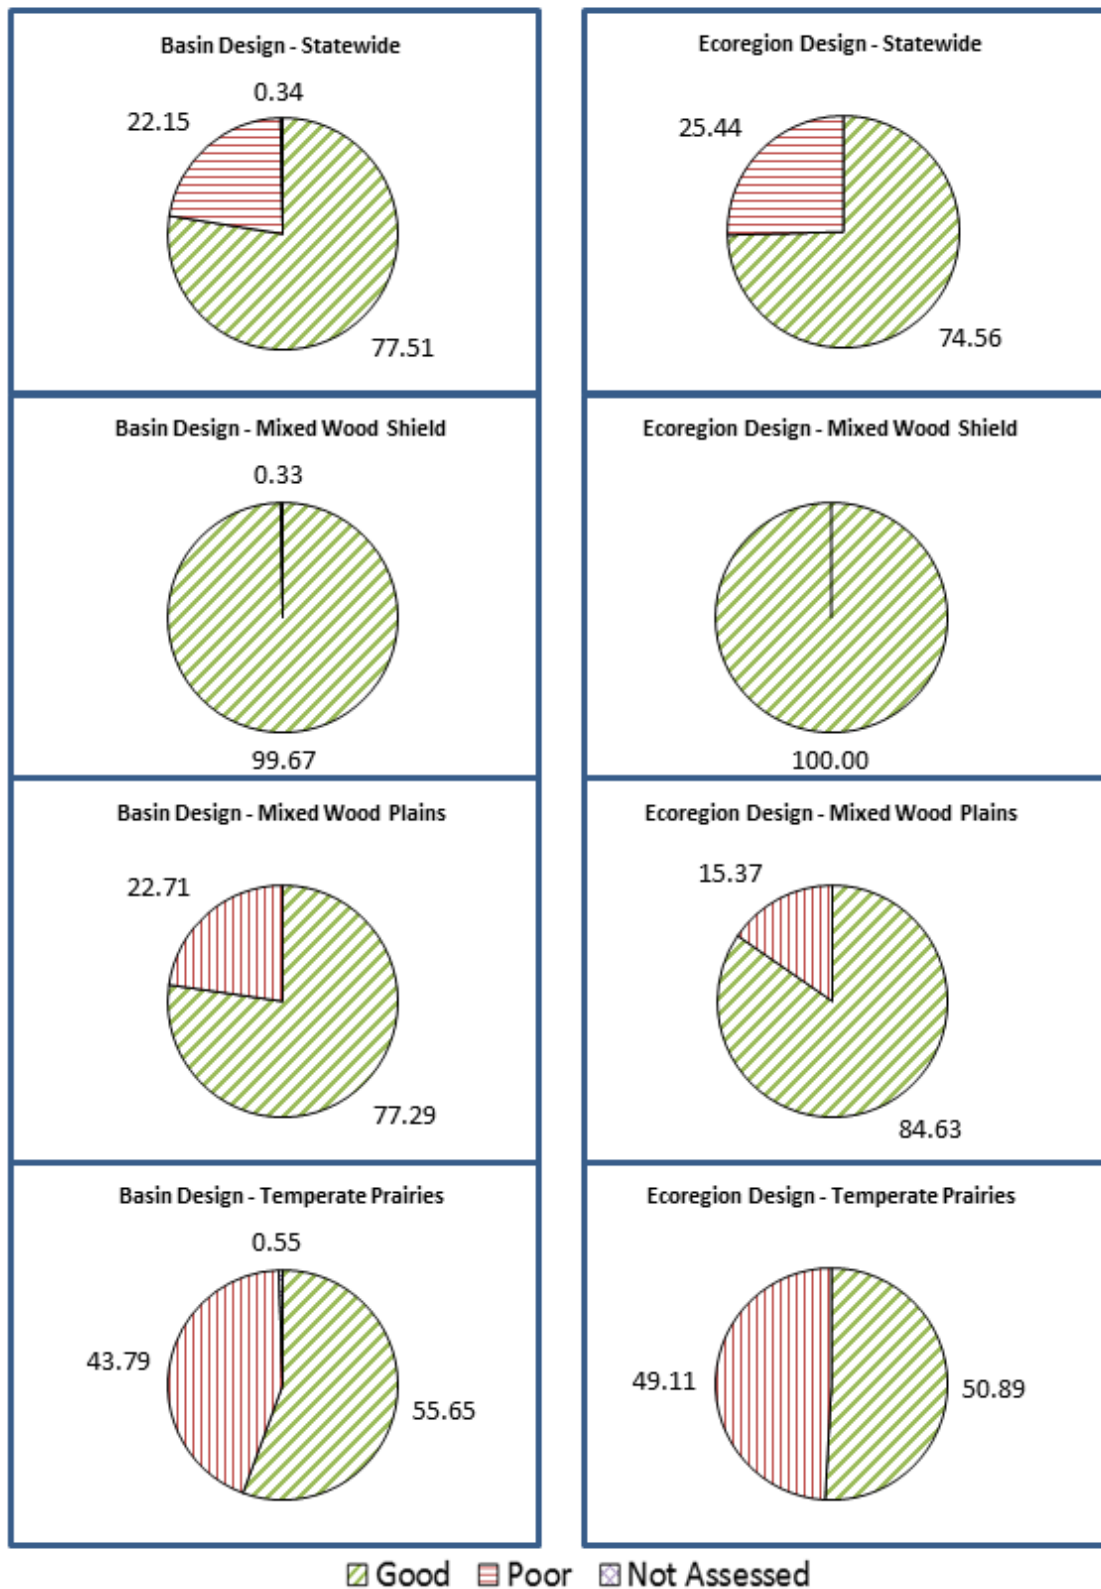 Basin Design - Statewide
0.34
22.15
77.51
Ecoregion Design - Statewide
25.44
74.56
Basin Design - Mixed Wood Shield
0.33
99.67
Ecoregion Design - Mixed Wood Shield
100.00
Basin Design - Mixed Wood Plains
22.71
77.29
Ecoregion Design - Mixed Wood Plains
15.37
84.63
Basin Design - Temperate Prairies
0.55
43.79
55.65
Ecoregion Design - Temperate Prairies
49.11
50.89
Good Poor Not Assessed